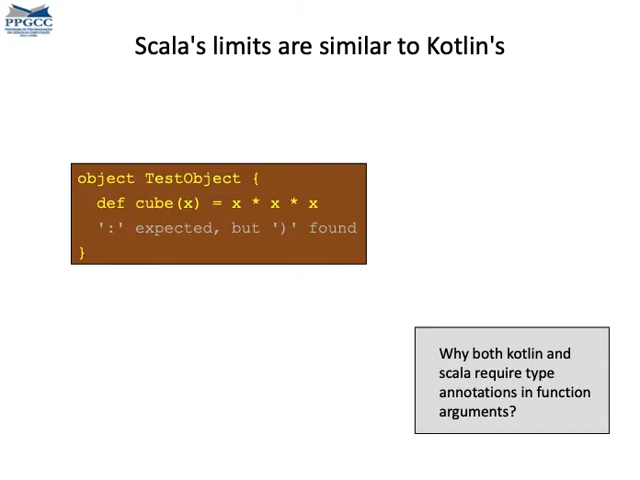 PPGCC
Scala's limits are similar to Kotlin's
object TestObject {
def cube(x) = x * x * x
':' expected, but ')' found
}
Why both kotlin and
scala require type
annotations in function
arguments?